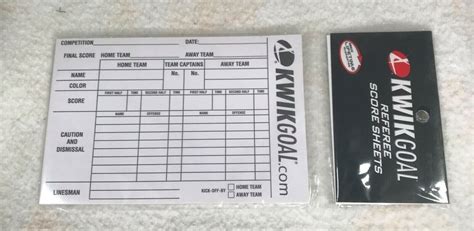 COMPETITION DATE:
FINAL SCORE HOME TEAM AWAY TEAM
HOME TEAM TEAM CAPTAINS AWAY TEAM
NAME No. No.
COLOR
FIRST HALF TIME SECOND HALF TIME FIRST HALF TIME SECOND HALF TIME
SCORE
NAME OFFENSE NAME OFFENSE
CAUTION
AND
DISMISSAL
LINESMAN KICK-OFF-BY HOME TEAM
AWAY TEAM
KWIKGOAL.com
KWIKGOAL
REFEREE
SCORE SHEETS